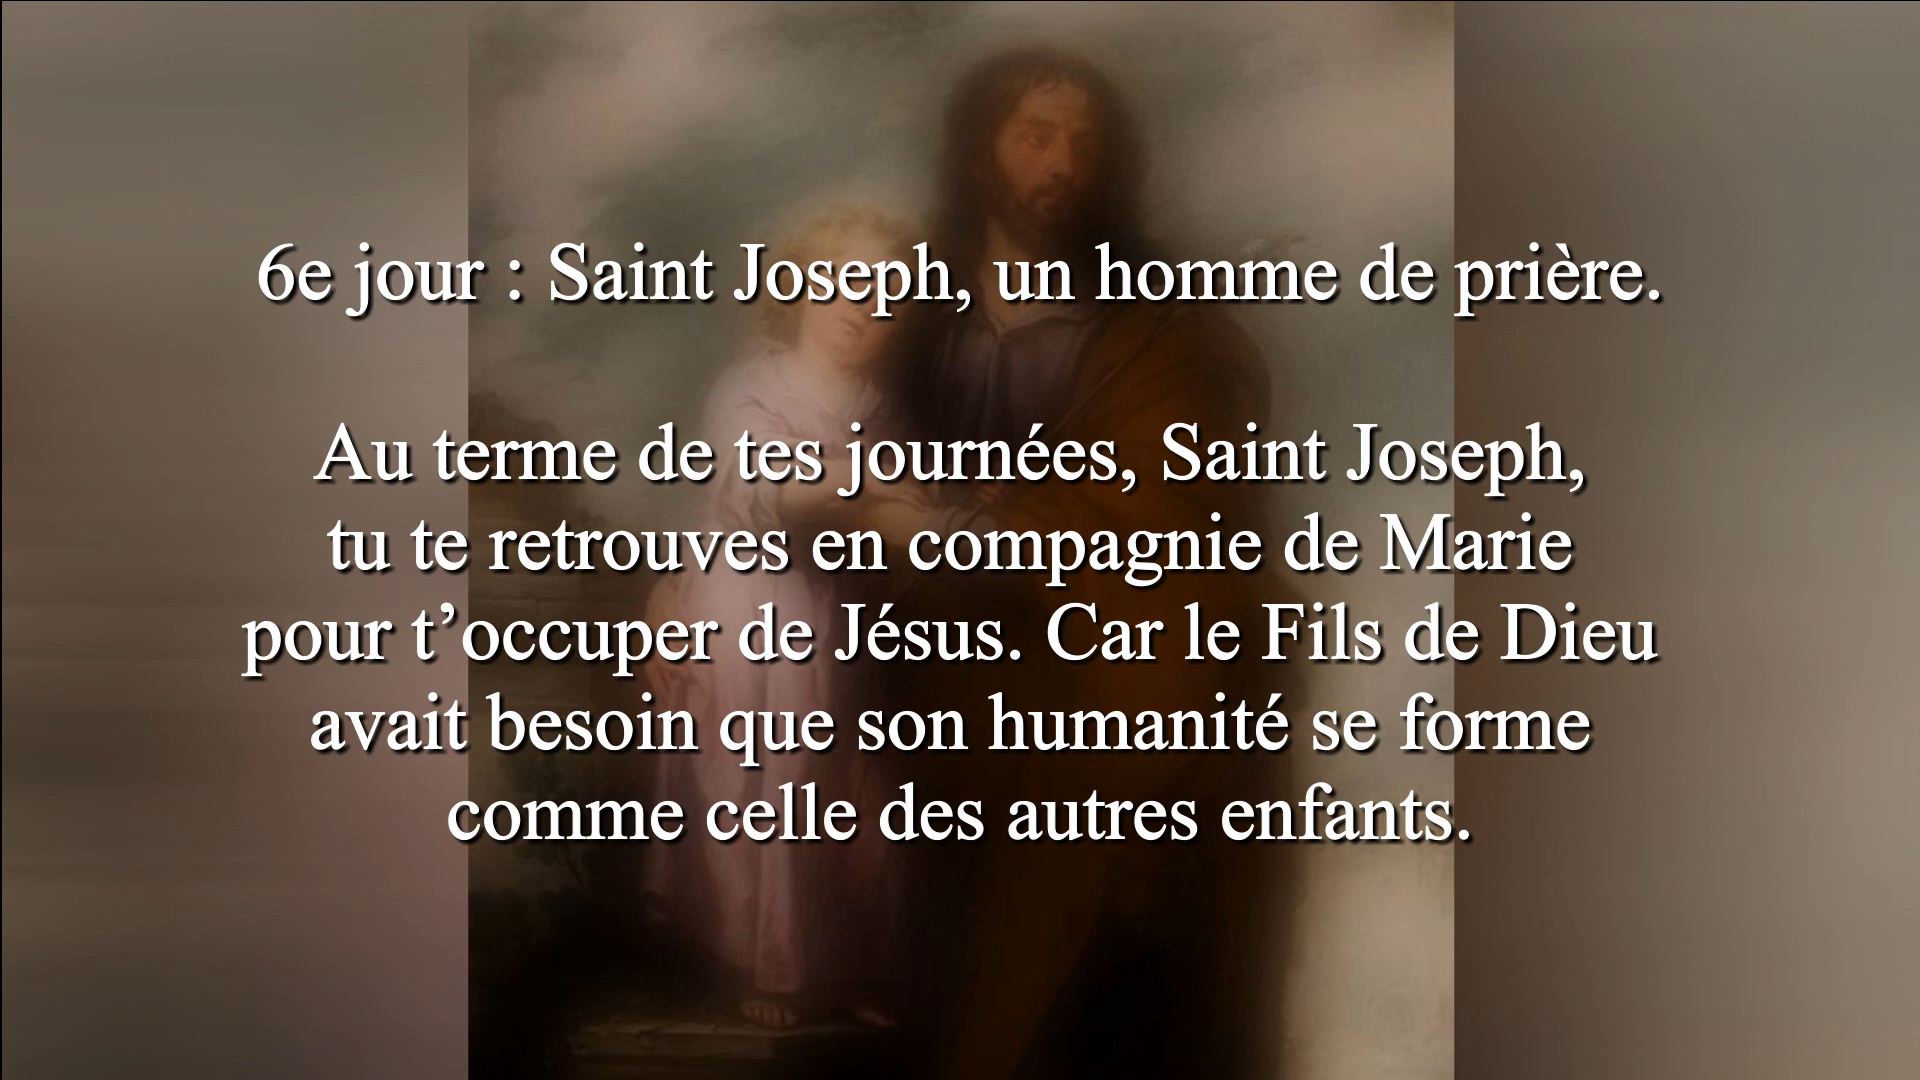 6e jour : Saint Joseph, un homme de prière.
Au terme de tes journées, Saint Joseph,
tu te retrouves en compagnie de Marie
pour t’occuper de Jésus. Car le Fils de Dieu
avait besoin que son humanité se forme
comme celle des autres enfants.